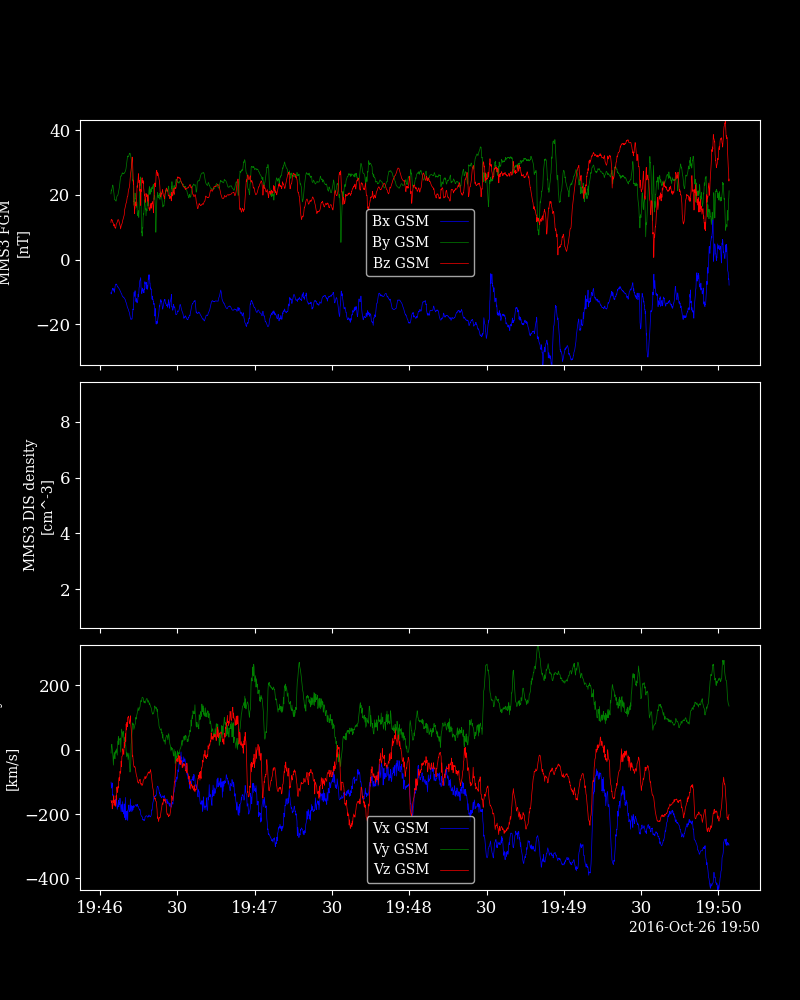 40
20
0
−20
MMS3 FGM
[nT]
Bx GSM
By GSM
Bz GSM
8
6
4
2
MMS3 DIS density
[cm^-3]
200
0
−200
−400
[km/s]
Vx GSM
Vy GSM
Vz GSM
19:46 30 19:47 30 19:48 30 19:49 30 19:50
2016-Oct-26 19:50